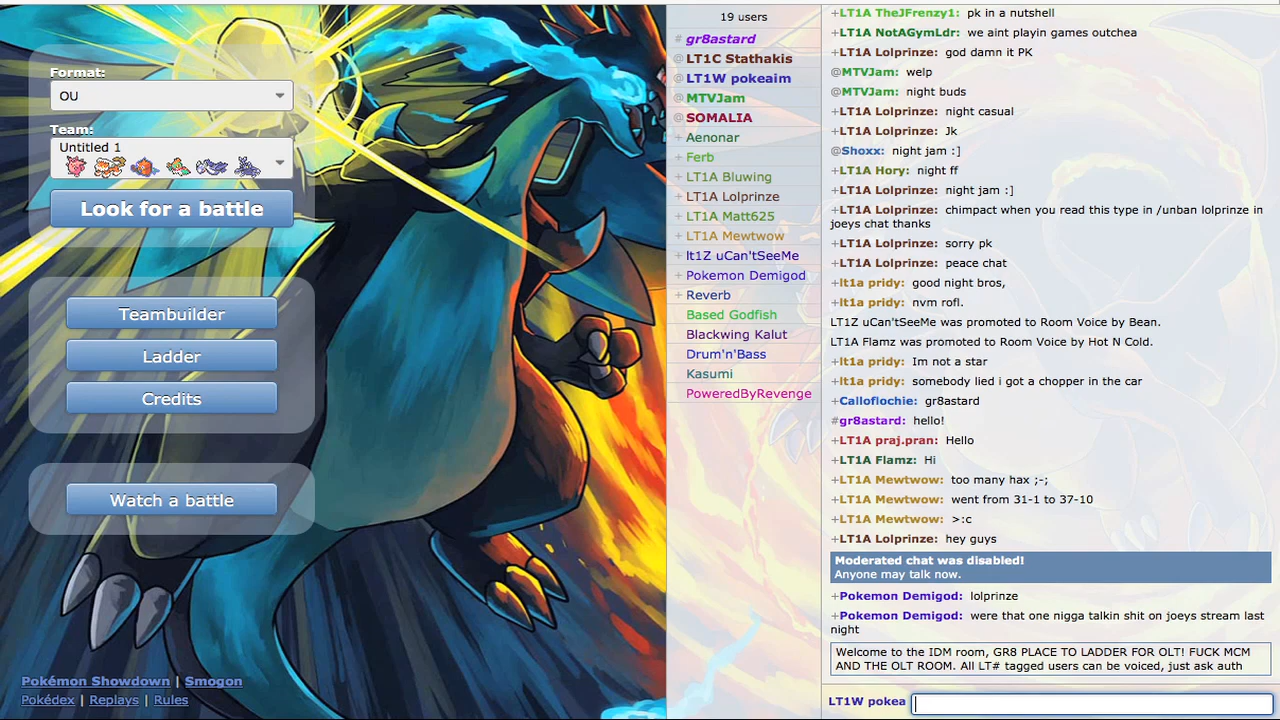 Format:
OU
Team:
Untitled 1
Look for a battle
Teambuilder
Ladder
Credits
Watch a battle
Pokémon Showdown | Smogon
Pokédex | Replays | Rules
19 users
# gr8astard
@ LT1C Stathakis
@ LT1W pokeaim
@ MTVJam
@ SOMALIA
+ Aenonar
+ Ferb
+ LT1A Bluwing
+ LT1A Lolprinze
+ LT1A Matt625
+ LT1A Mewtwow
+ lt1Z uCan'tSeeMe
+ Pokemon Demigod
+ Reverb
Based Godfish
Blackwing Kalut
Drum'n'Bass
Kasumi
PoweredByRevenge
+LT1A TheJFrenzy1: pk in a nutshell
+LT1A NotAGymLdr: we aint playin games outchea
+LT1A Lolprinze: god damn it PK
@MTVJam: welp
@MTVJam: night buds
+LT1A Lolprinze: night casual
+LT1A Lolprinze: Jk
@Shoxx: night jam :]
+LT1A Hory: night ff
+LT1A Lolprinze: night jam :]
+LT1A Lolprinze: chimpact when you read this type in /unban lolprinze in
joeys chat thanks
+LT1A Lolprinze: sorry pk
+LT1A Lolprinze: peace chat
+lt1a pridy: good night bros,
+lt1a pridy: nvm rofl.
LT1Z uCan'tSeeMe was promoted to Room Voice by Bean.
LT1A Flamz was promoted to Room Voice by Hot N Cold.
+lt1a pridy: Im not a star
+lt1a pridy: somebody lied i got a chopper in the car
+Calloflochie: gr8astard
#gr8astard: hello!
+LT1A praj.pran: Hello
+LT1A Flamz: Hi
+LT1A Mewtwow: too many hax ;-;
+LT1A Mewtwow: went from 31-1 to 37-10
+LT1A Mewtwow: >:c
+LT1A Lolprinze: hey guys
Moderated chat was disabled!
Anyone may talk now.
+Pokemon Demigod: lolprinze
+Pokemon Demigod: were that one nigga talkin shit on joeys stream last
night
Welcome to the IDM room, GR8 PLACE TO LADDER FOR OLT! FUCK MCM
AND THE OLT ROOM. All LT# tagged users can be voiced, just ask auth
LT1W pokea